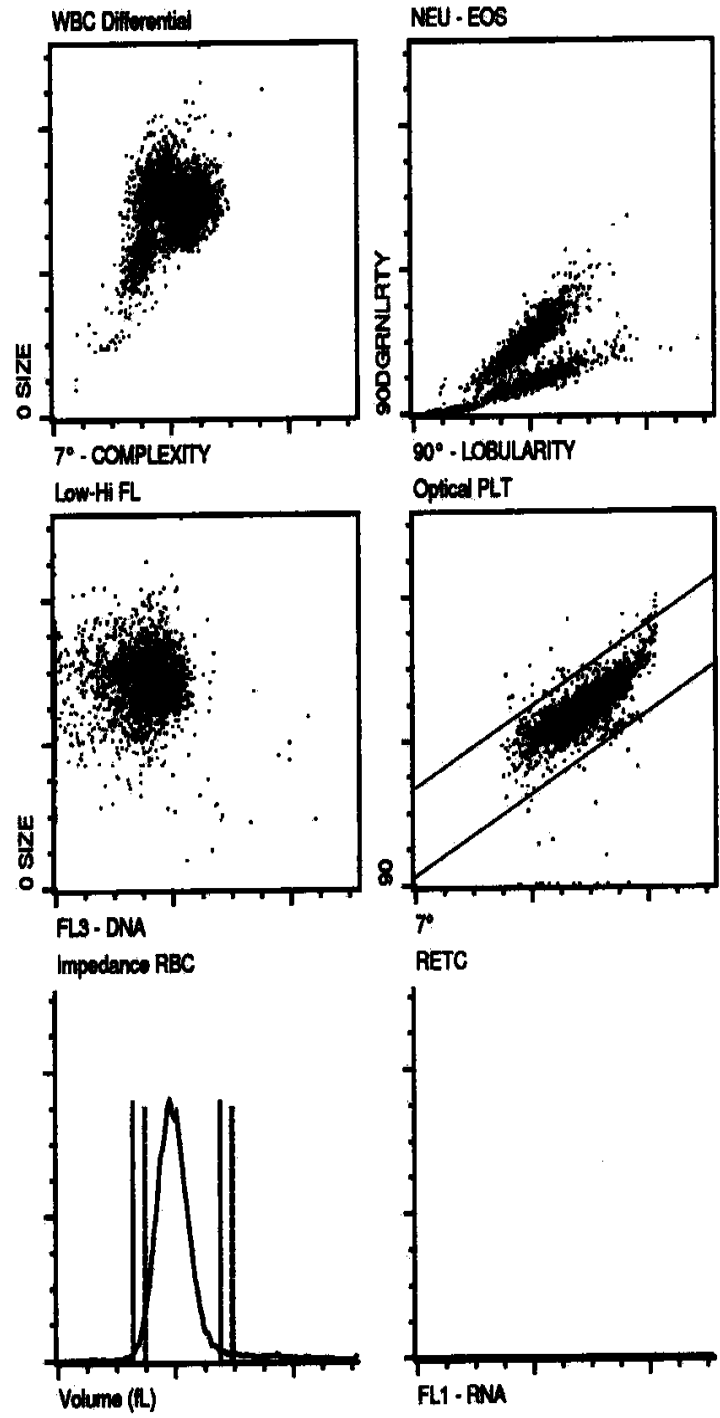 WBC Differential
NEU - EOS
0 SIZE
90DGRNLRTY
7° - COMPLEXITY
90° - LOBULARITY
Low-Hi FL
Optical PLT
0 SIZE
90
FL3 - DNA
7°
Impedance RBC
RETC
Volume (fL)
FL1 - RNA